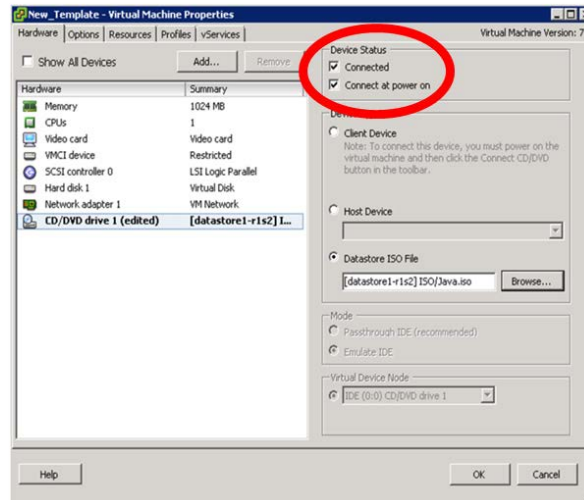 New_Template - Virtual Machine Properties
Hardware Options Resources Profiles vServices
Virtual Machine Version: 7
Show All Devices
Add...
Remove
Hardware Summary
Memory 1024 MB
CPUs 1
Video card Video card
VMCI device Restricted
SCSI controller 0 LSI Logic Parallel
Hard disk 1 Virtual Disk
Network adapter 1 VM Network
CD/DVD drive 1 (edited) [datastore1-r1s2] I...
Device Status
Connected
Connect at power on
Client Device
Note: To connect this device, you must power on the
virtual machine and then click the Connect CD/DVD
button in the toolbar.
Host Device
Datastore ISO File
[datastore1-r1s2] ISO/Java.iso
Browse...
Mode
Passthrough IDE (recommended)
Emulate IDE
Virtual Device Node
IDE (0:0) CD/DVD drive 1
Help
OK
Cancel